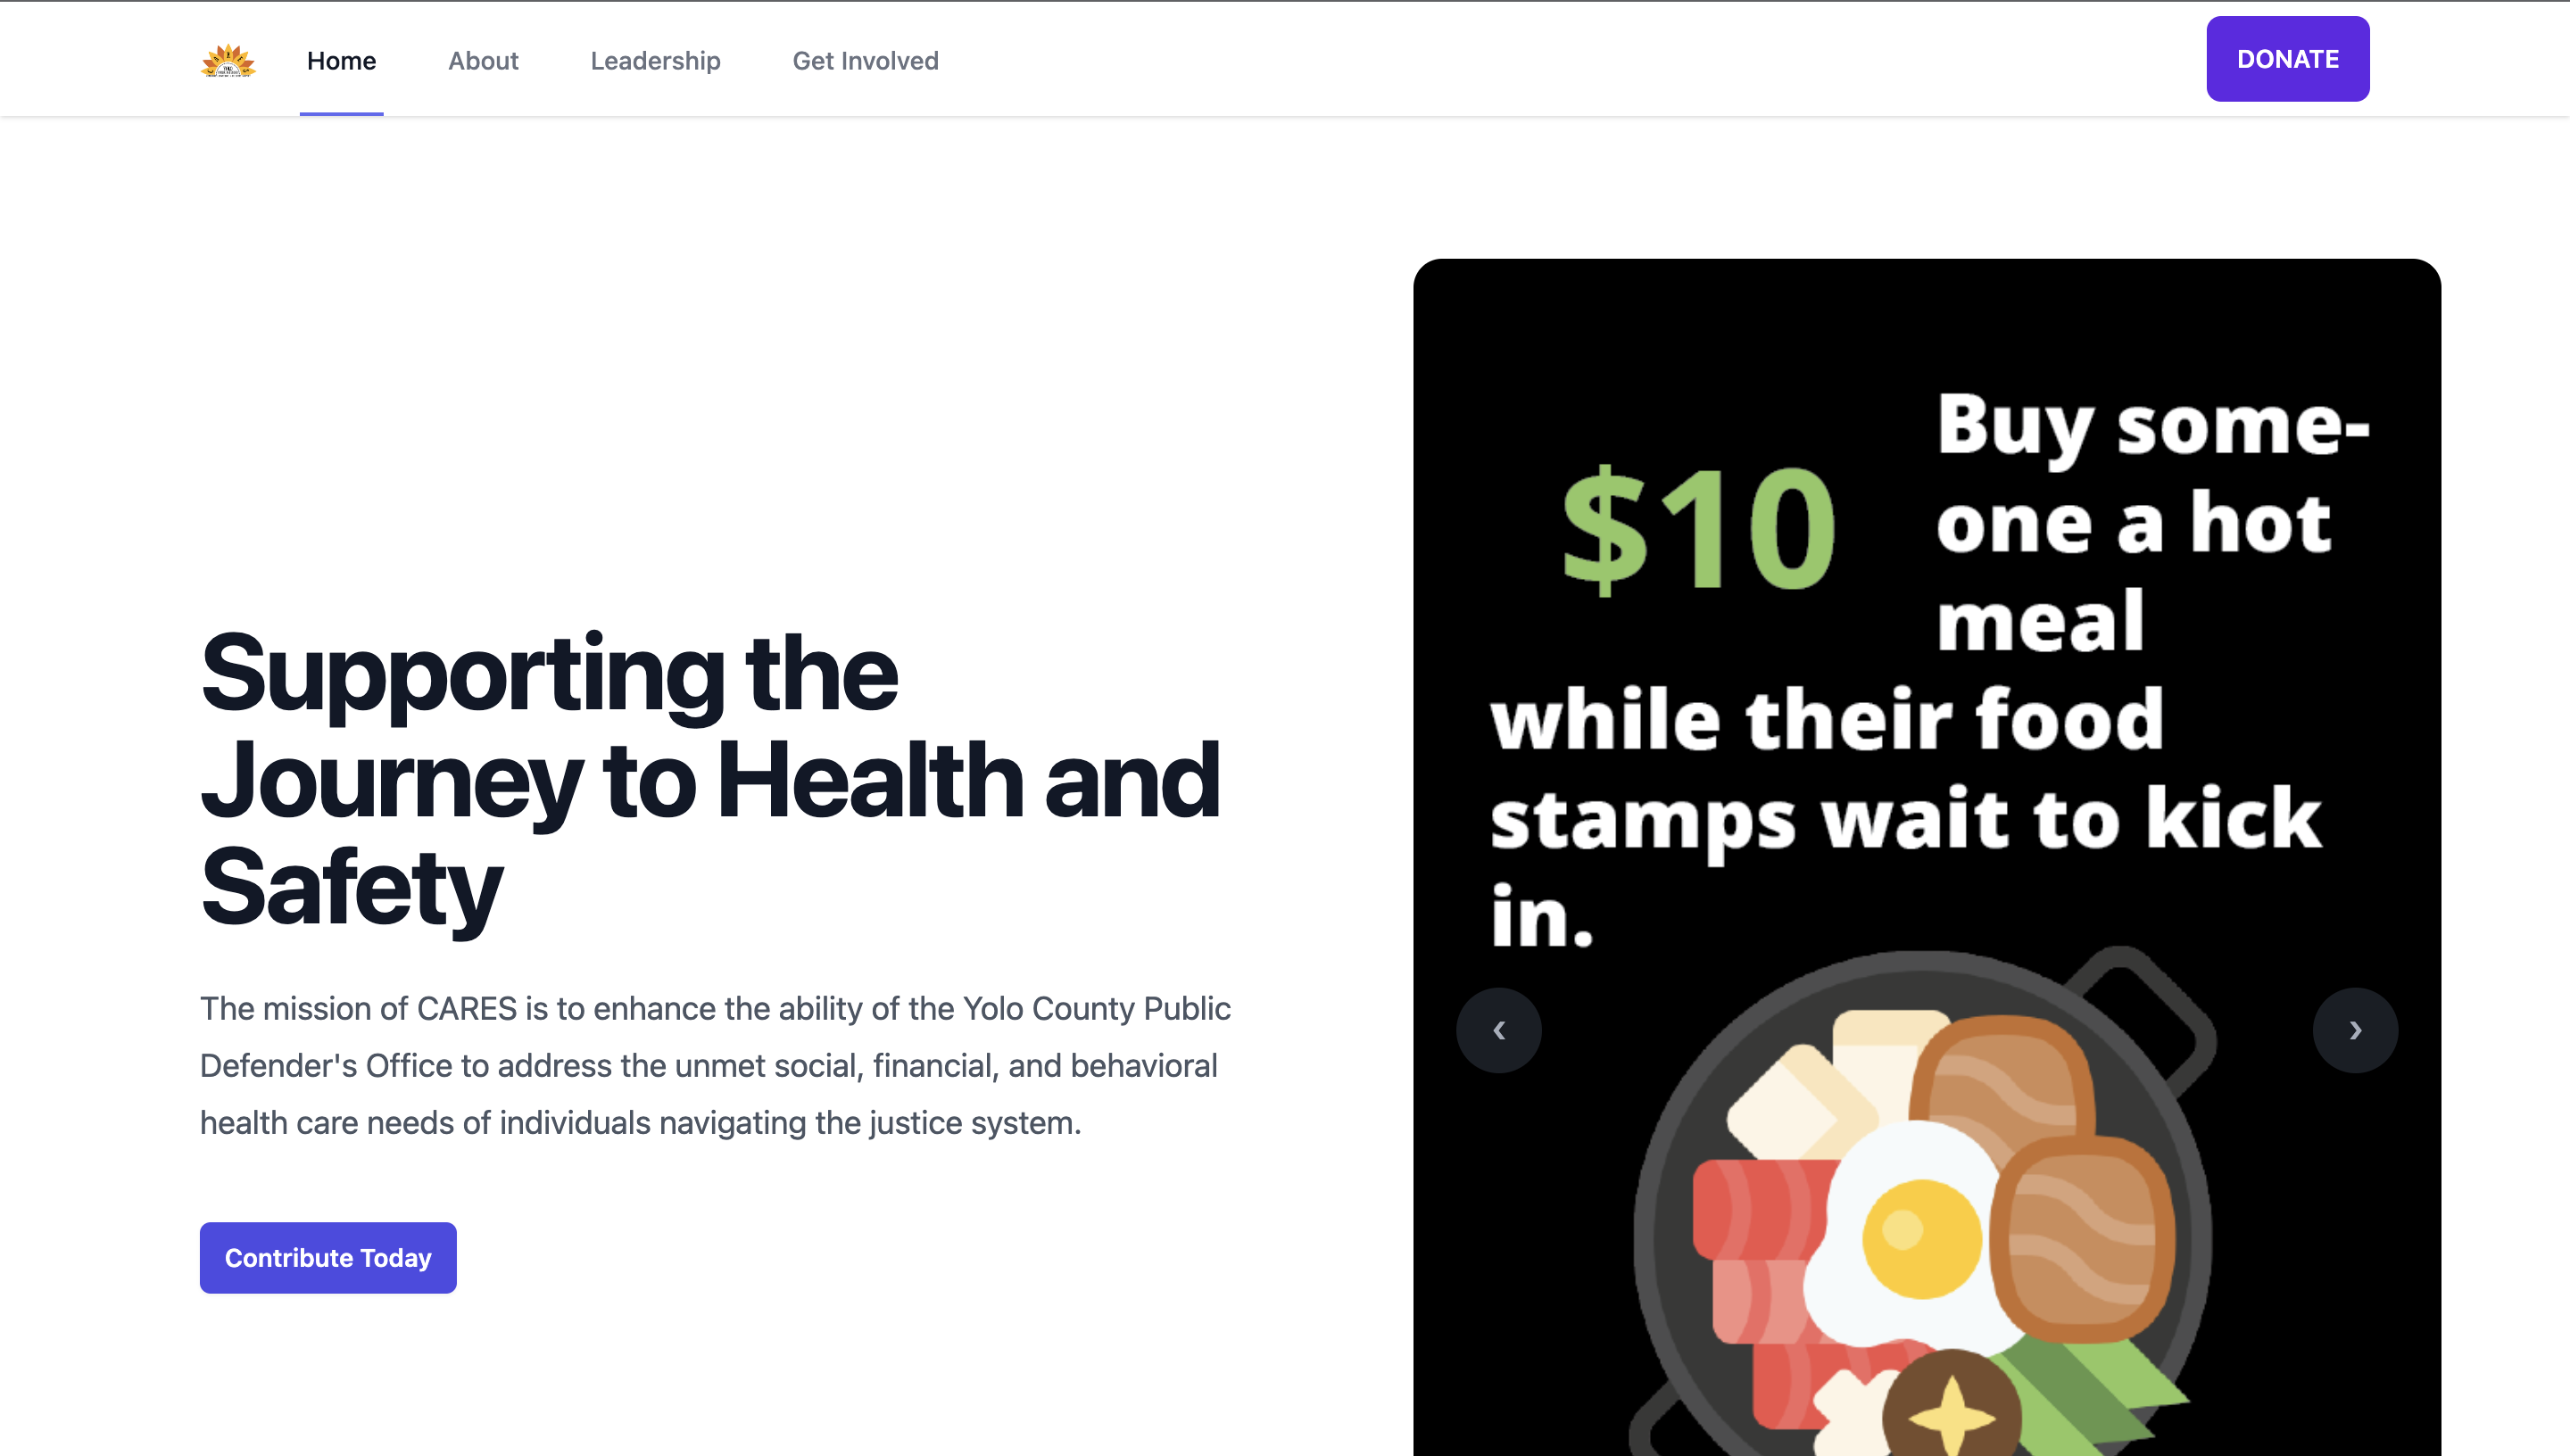 Home
About
Leadership
Get Involved
DONATE
Supporting the
Journey to Health and
Safety
The mission of CARES is to enhance the ability of the Yolo County Public
Defender's Office to address the unmet social, financial, and behavioral
health care needs of individuals navigating the justice system.
Contribute Today
$10
Buy some-
one a hot
meal
while their food
stamps wait to kick
in.